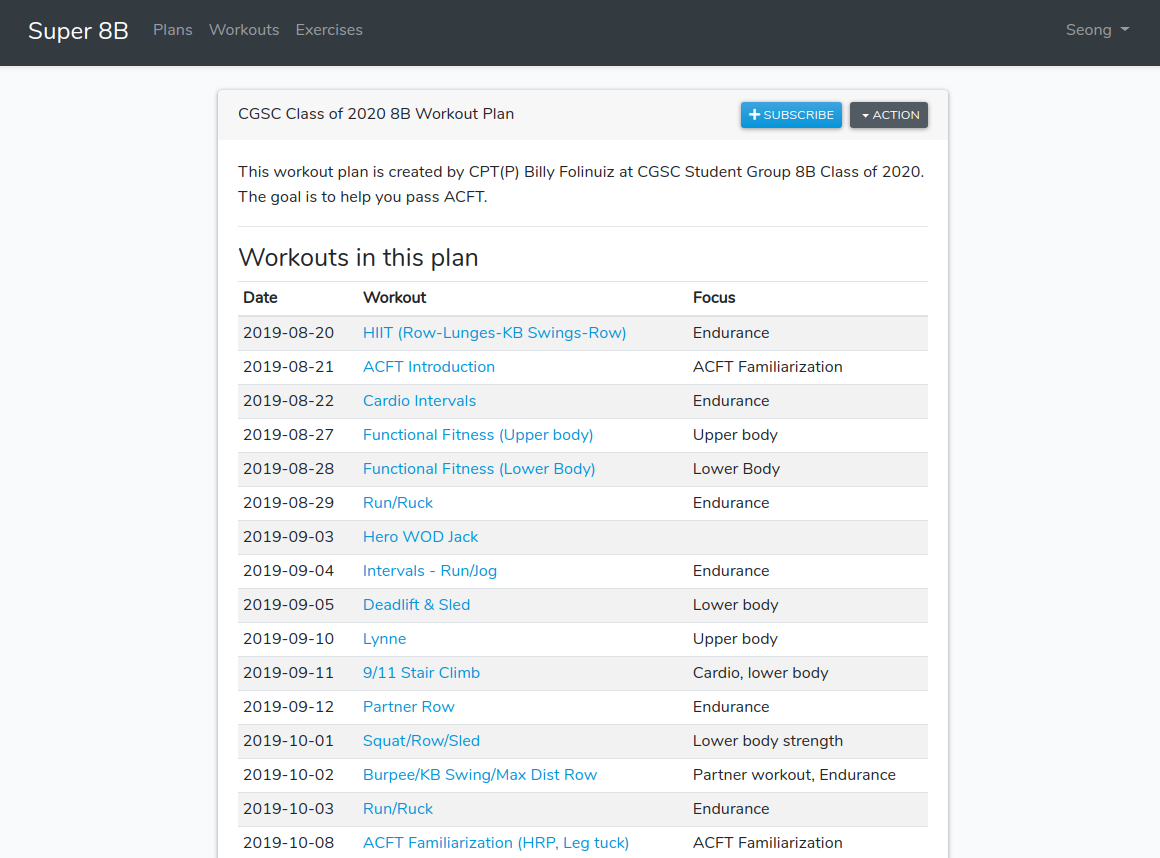 Super 8B Plans Workouts Exercises Seong
CGSC Class of 2020 8B Workout Plan SUBSCRIBE ACTION
This workout plan is created by CPT(P) Billy Folinuiz at CGSC Student Group 8B Class of 2020.
The goal is to help you pass ACFT.
Workouts in this plan
Date Workout Focus
2019-08-20 HIIT (Row-Lunges-KB Swings-Row) Endurance
2019-08-21 ACFT Introduction ACFT Familiarization
2019-08-22 Cardio Intervals Endurance
2019-08-27 Functional Fitness (Upper body) Upper body
2019-08-28 Functional Fitness (Lower Body) Lower Body
2019-08-29 Run/Ruck Endurance
2019-09-03 Hero WOD Jack
2019-09-04 Intervals - Run/Jog Endurance
2019-09-05 Deadlift & Sled Lower body
2019-09-10 Lynne Upper body
2019-09-11 9/11 Stair Climb Cardio, lower body
2019-09-12 Partner Row Endurance
2019-10-01 Squat/Row/Sled Lower body strength
2019-10-02 Burpee/KB Swing/Max Dist Row Partner workout, Endurance
2019-10-03 Run/Ruck Endurance
2019-10-08 ACFT Familiarization (HRP, Leg tuck) ACFT Familiarization